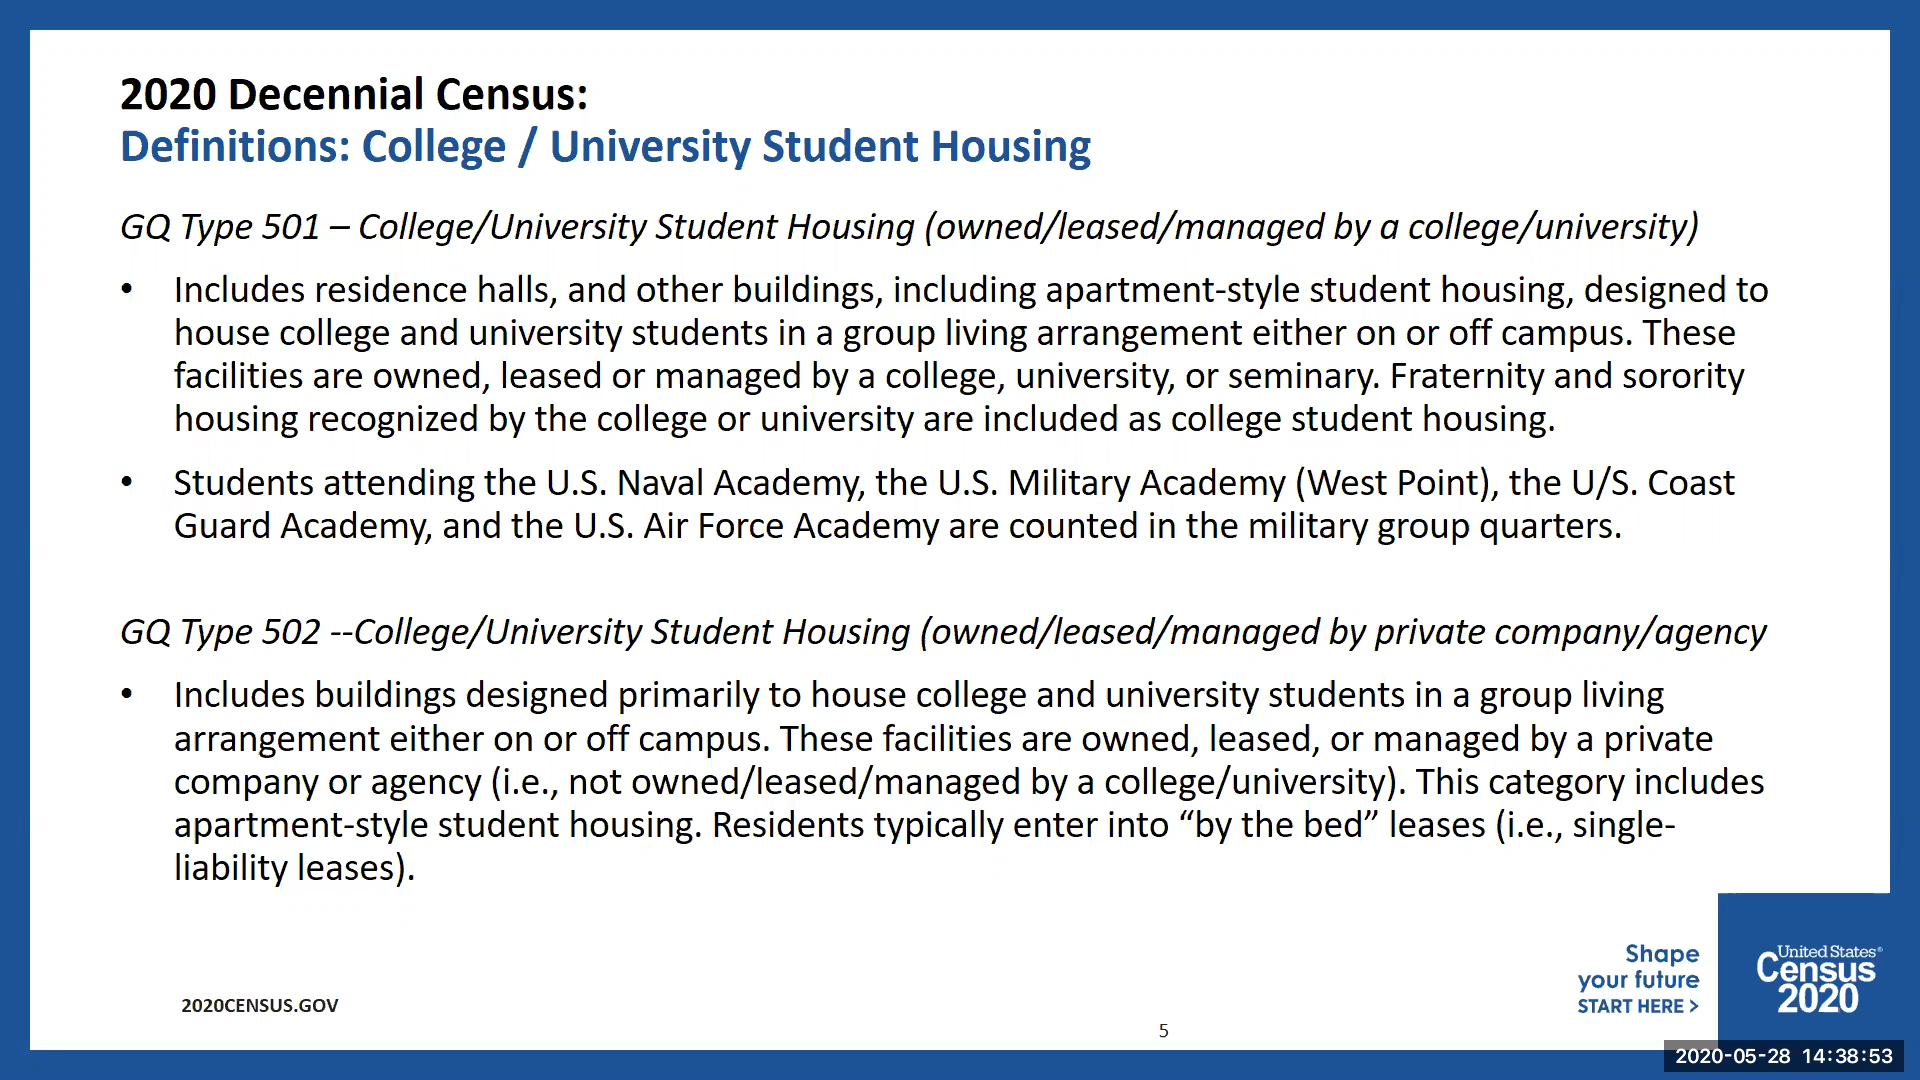 2020 Decennial Census:
Definitions: College / University Student Housing
GQ Type 501 – College/University Student Housing (owned/leased/managed by a college/university)
• Includes residence halls, and other buildings, including apartment-style student housing, designed to
house college and university students in a group living arrangement either on or off campus. These
facilities are owned, leased or managed by a college, university, or seminary. Fraternity and sorority
housing recognized by the college or university are included as college student housing.
• Students attending the U.S. Naval Academy, the U.S. Military Academy (West Point), the U/S. Coast
Guard Academy, and the U.S. Air Force Academy are counted in the military group quarters.
GQ Type 502 --College/University Student Housing (owned/leased/managed by private company/agency
• Includes buildings designed primarily to house college and university students in a group living
arrangement either on or off campus. These facilities are owned, leased, or managed by a private
company or agency (i.e., not owned/leased/managed by a college/university). This category includes
apartment-style student housing. Residents typically enter into “by the bed” leases (i.e., single-
liability leases).
Shape
your future
START HERE >
United States®
Census
2020
2020CENSUS.GOV
5
2020-05-28 14:38:53